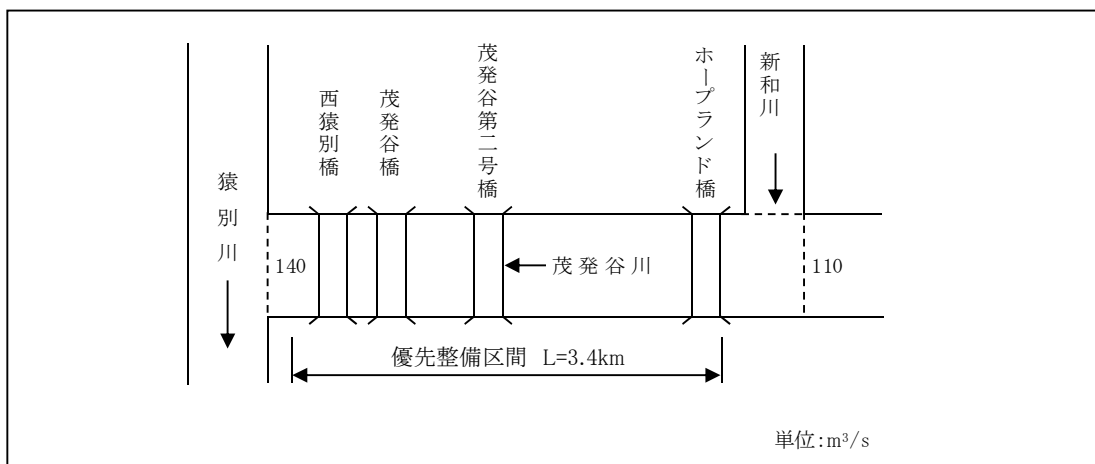 猿別川
西猿別橋
茂発谷橋
茂発谷第二号橋
ホープランド橋
新和川
140
茂発谷川
110
優先整備区間 L=3.4km
単位:m³/s